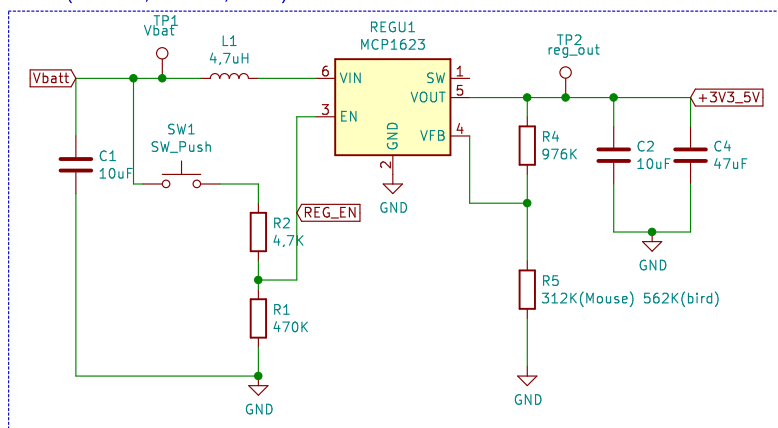 TP1
Vbat
Vbatt
L1
4,7uH
REGU1
MCP1623
6
VIN
SW
1
VOUT
5
3
EN
GND
VFB
4
2
GND
TP2
reg_out
+3V3_5V
SW1
SW_Push
C1
10uF
R4
976K
C2
10uF
C4
47uF
GND
REG_EN
R2
4,7K
R1
470K
GND
R5
312K(Mouse) 562K(bird)
GND